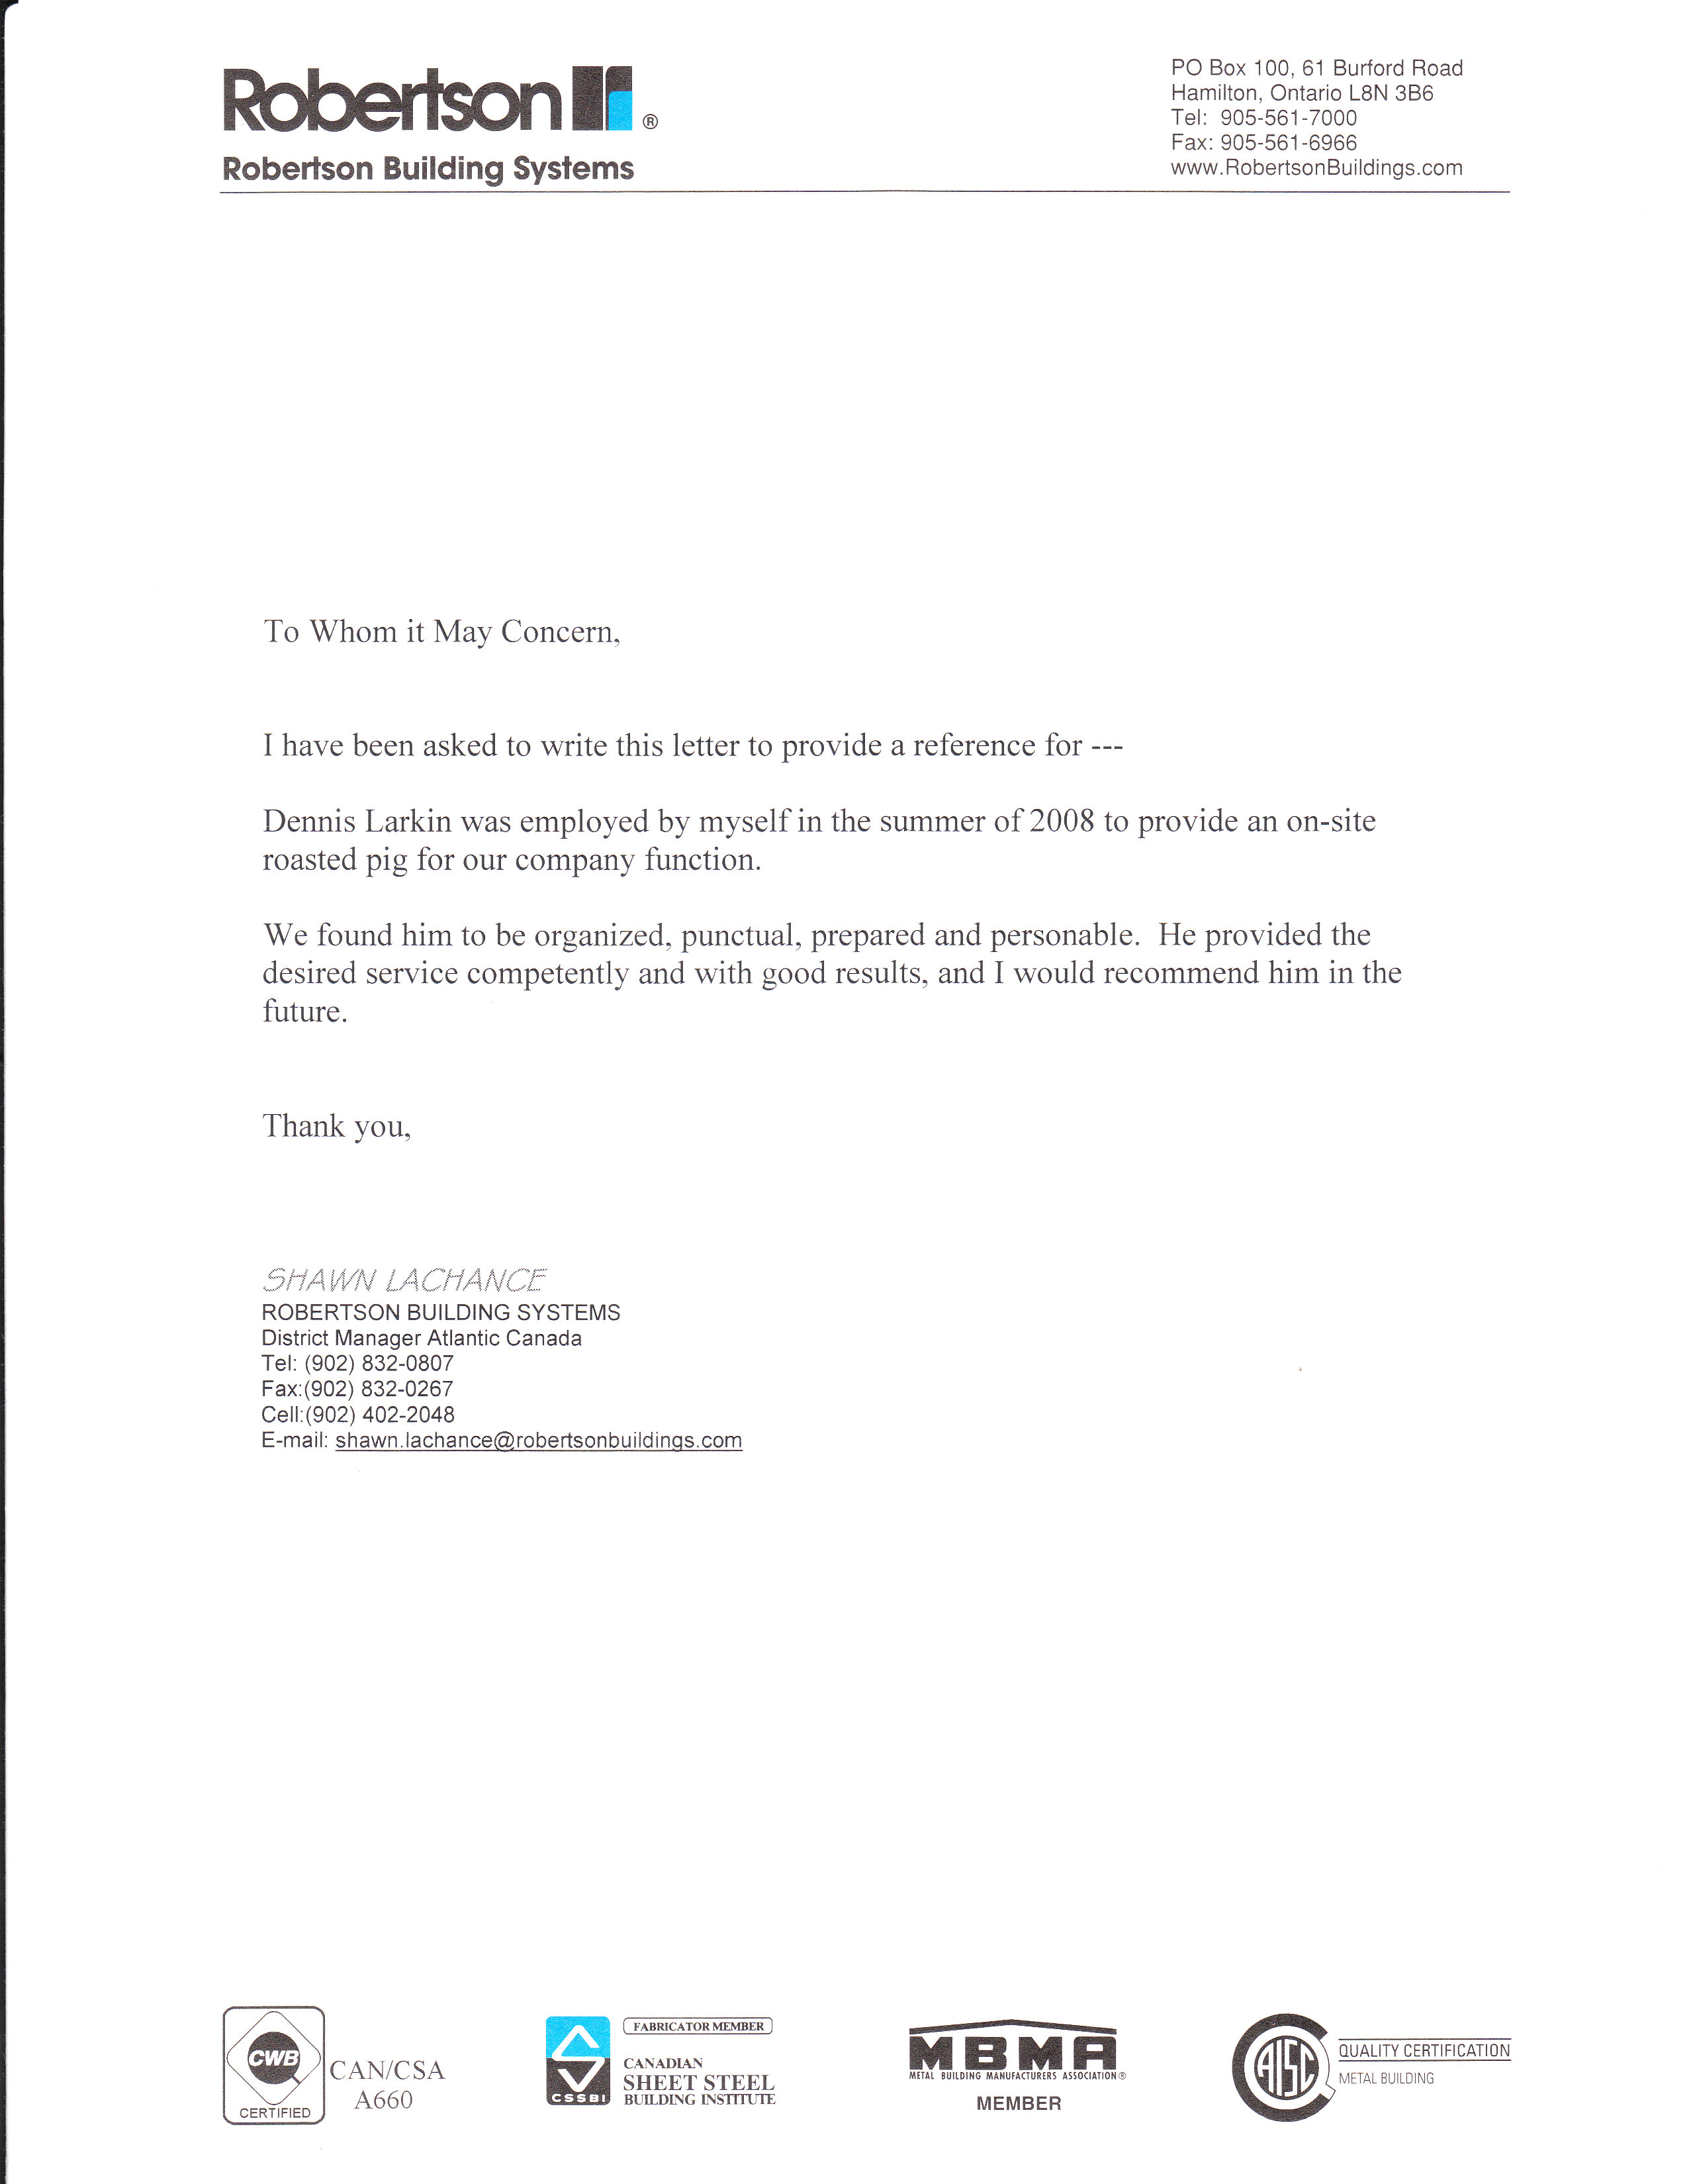 Robertson ®
Robertson Building Systems
PO Box 100, 61 Burford Road
Hamilton, Ontario L8N 3B6
Tel: 905-561-7000
Fax: 905-561-6966
www.RobertsonBuildings.com
To Whom it May Concern,
I have been asked to write this letter to provide a reference for ---
Dennis Larkin was employed by myself in the summer of 2008 to provide an on-site
roasted pig for our company function.
We found him to be organized, punctual, prepared and personable.  He provided the
desired service competently and with good results, and I would recommend him in the
future.
Thank you,
SHAWN LACHANCE
ROBERTSON BUILDING SYSTEMS
District Manager Atlantic Canada
Tel: (902) 832-0807
Fax:(902) 832-0267
Cell:(902) 402-2048
E-mail: shawn.lachance@robertsonbuildings.com
CWB
CERTIFIED
CAN/CSA
A660
CSSBI
FABRICATOR MEMBER
CANADIAN
SHEET STEEL
BUILDING INSTITUTE
MBMA
METAL BUILDING MANUFACTURERS ASSOCIATION®
MEMBER
AISC
QUALITY CERTIFICATION
METAL BUILDING